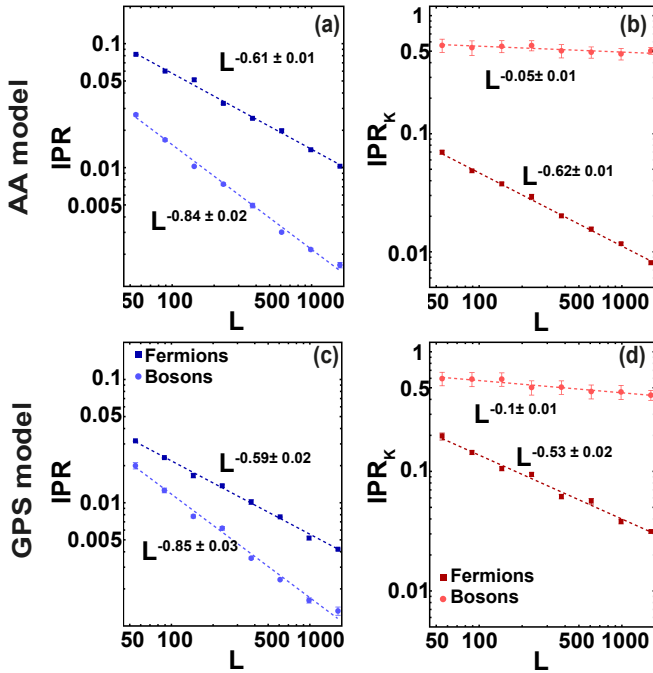 AA model
(a)
IPR
0.1
0.05
0.01
0.005
L^-0.61 ± 0.01
L^-0.84 ± 0.02
50 100 500 1000
L
(b)
IPR_K
1
0.5
0.1
0.01
L^-0.05± 0.01
L^-0.62± 0.01
50 100 500 1000
L
GPS model
(c)
IPR
0.1
0.05
0.01
0.005
Fermions
Bosons
L^-0.59± 0.02
L^-0.85 ± 0.03
50 100 500 1000
L
(d)
IPR_K
1
0.5
0.1
0.01
L^-0.1± 0.01
L^-0.53 ± 0.02
Fermions
Bosons
50 100 500 1000
L